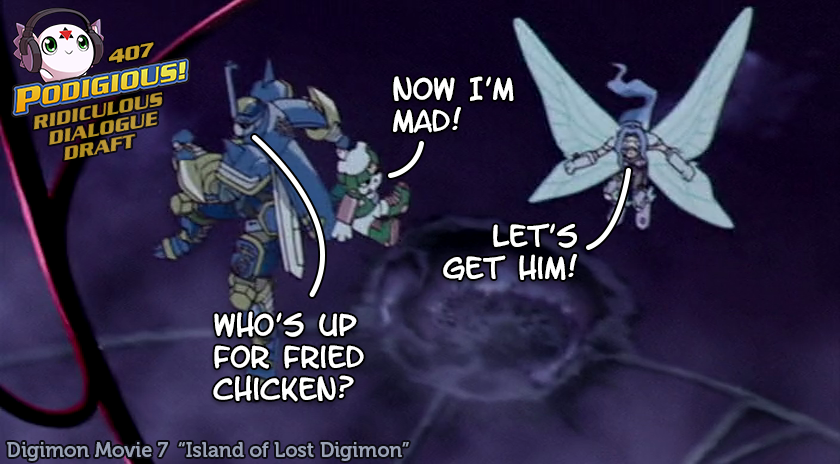 407
PODIGIOUS!
RIDICULOUS
DIALOGUE
DRAFT
NOW I'M
MAD!
LET'S
GET HIM!
WHO'S UP
FOR FRIED
CHICKEN?
Digimon Movie 7 "Island of Lost Digimon"